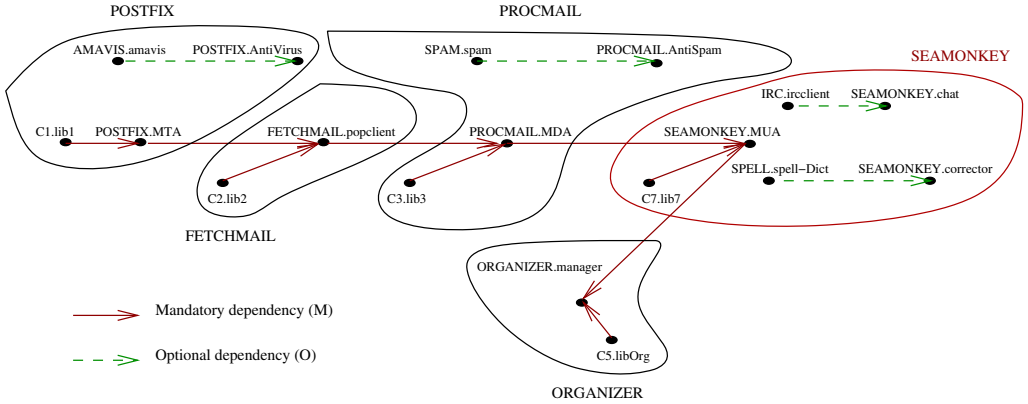 POSTFIX
PROCMAIL
AMAVIS.amavis
POSTFIX.AntiVirus
SPAM.spam
PROCMAIL.AntiSpam
SEAMONKEY
IRC.ircclient
SEAMONKEY.chat
C1.lib1
POSTFIX.MTA
FETCHMAIL.popclient
PROCMAIL.MDA
SEAMONKEY.MUA
SPELL.spell−Dict
SEAMONKEY.corrector
C2.lib2
C3.lib3
C7.lib7
FETCHMAIL
ORGANIZER.manager
Mandatory dependency (M)
Optional dependency (O)
C5.libOrg
ORGANIZER